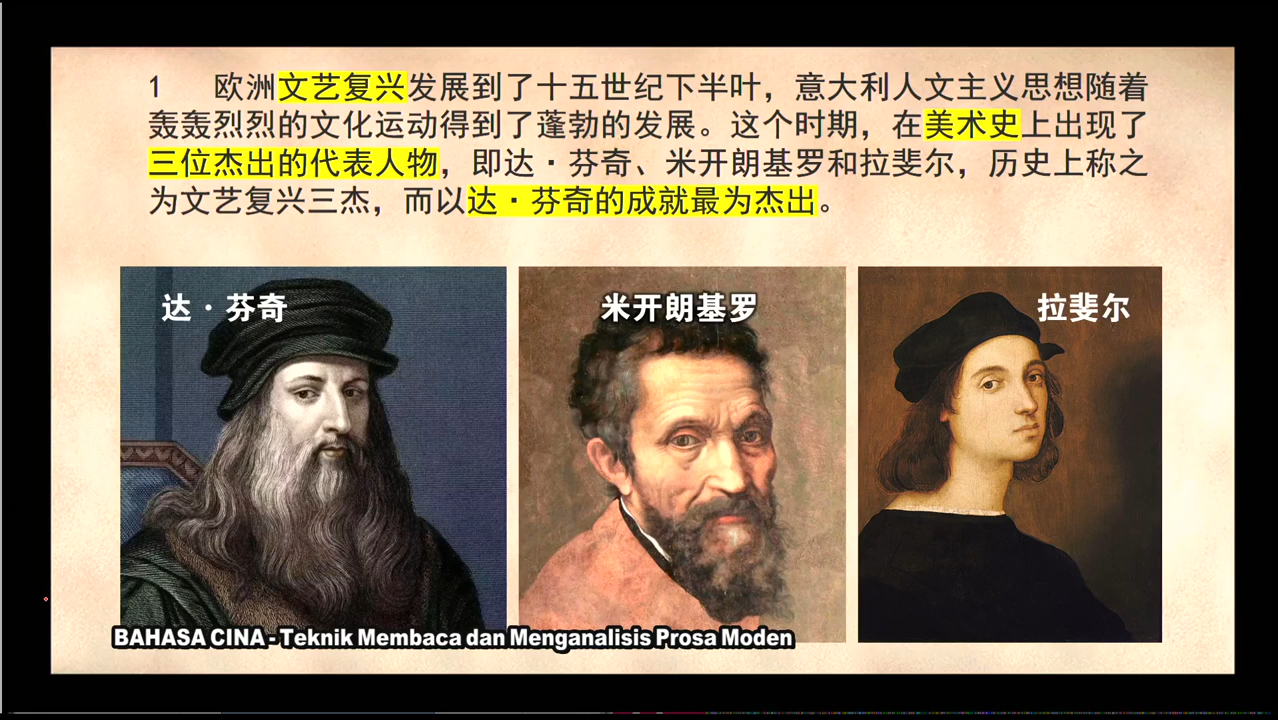 1 欧洲文艺复兴发展到了十五世纪下半叶，意大利人文主义思想随着
轰轰烈烈的文化运动得到了蓬勃的发展。这个时期，在美术史上出现了
三位杰出的代表人物，即达·芬奇、米开朗基罗和拉斐尔，历史上称之
为文艺复兴三杰，而以达·芬奇的成就最为杰出。
达·芬奇
米开朗基罗
拉斐尔
BAHASA CINA - Teknik Membaca dan Menganalisis Prosa Moden